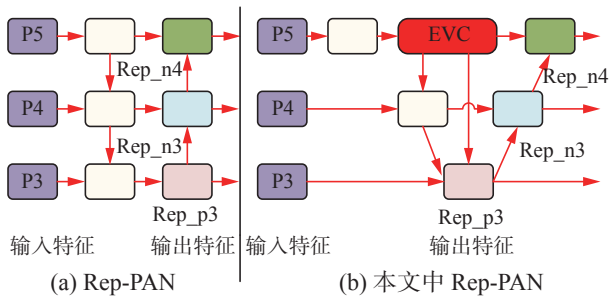 P5
Rep_n4
P4
Rep_n3
P3
Rep_p3
输入特征 输出特征
(a) Rep-PAN
P5
EVC
Rep_n4
P4
Rep_n3
P3
Rep_p3
输入特征 输出特征
(b) 本文中 Rep-PAN